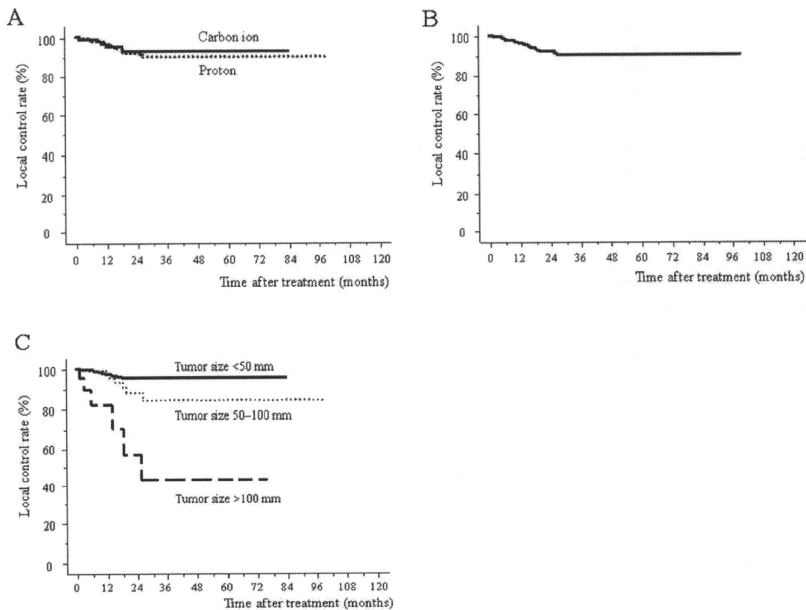 A
Local control rate (%)
100
80
60
40
20
0
Carbon ion
Proton
0 12 24 36 48 60 72 84 96 108 120
Time after treatment (months)
B
Local control rate (%)
100
80
60
40
20
0
0 12 24 36 48 60 72 84 96 108 120
Time after treatment (months)
C
Local control rate (%)
100
80
60
40
20
0
Tumor size <50 mm
Tumor size 50–100 mm
Tumor size >100 mm
0 12 24 36 48 60 72 84 96 108 120
Time after treatment (months)